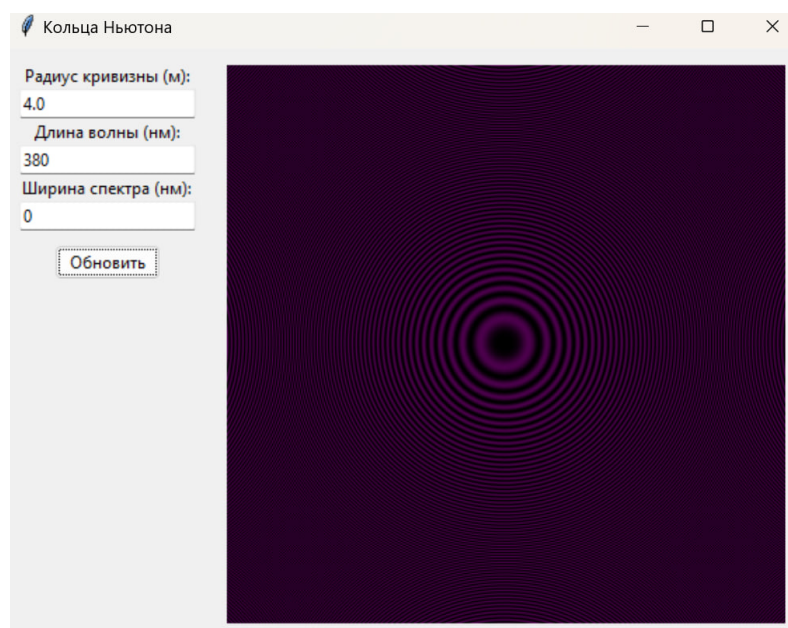 Кольца Ньютона
Радиус кривизны (м):
4.0
Длина волны (нм):
380
Ширина спектра (нм):
0
Обновить